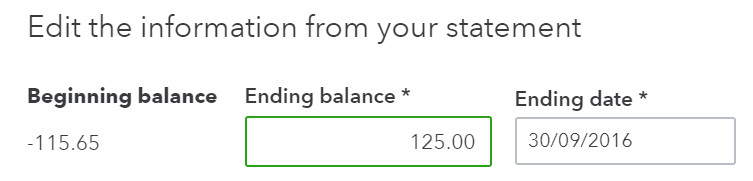 Edit the information from your statement
Beginning balance Ending balance * Ending date *
-115.65 125.00 30/09/2016